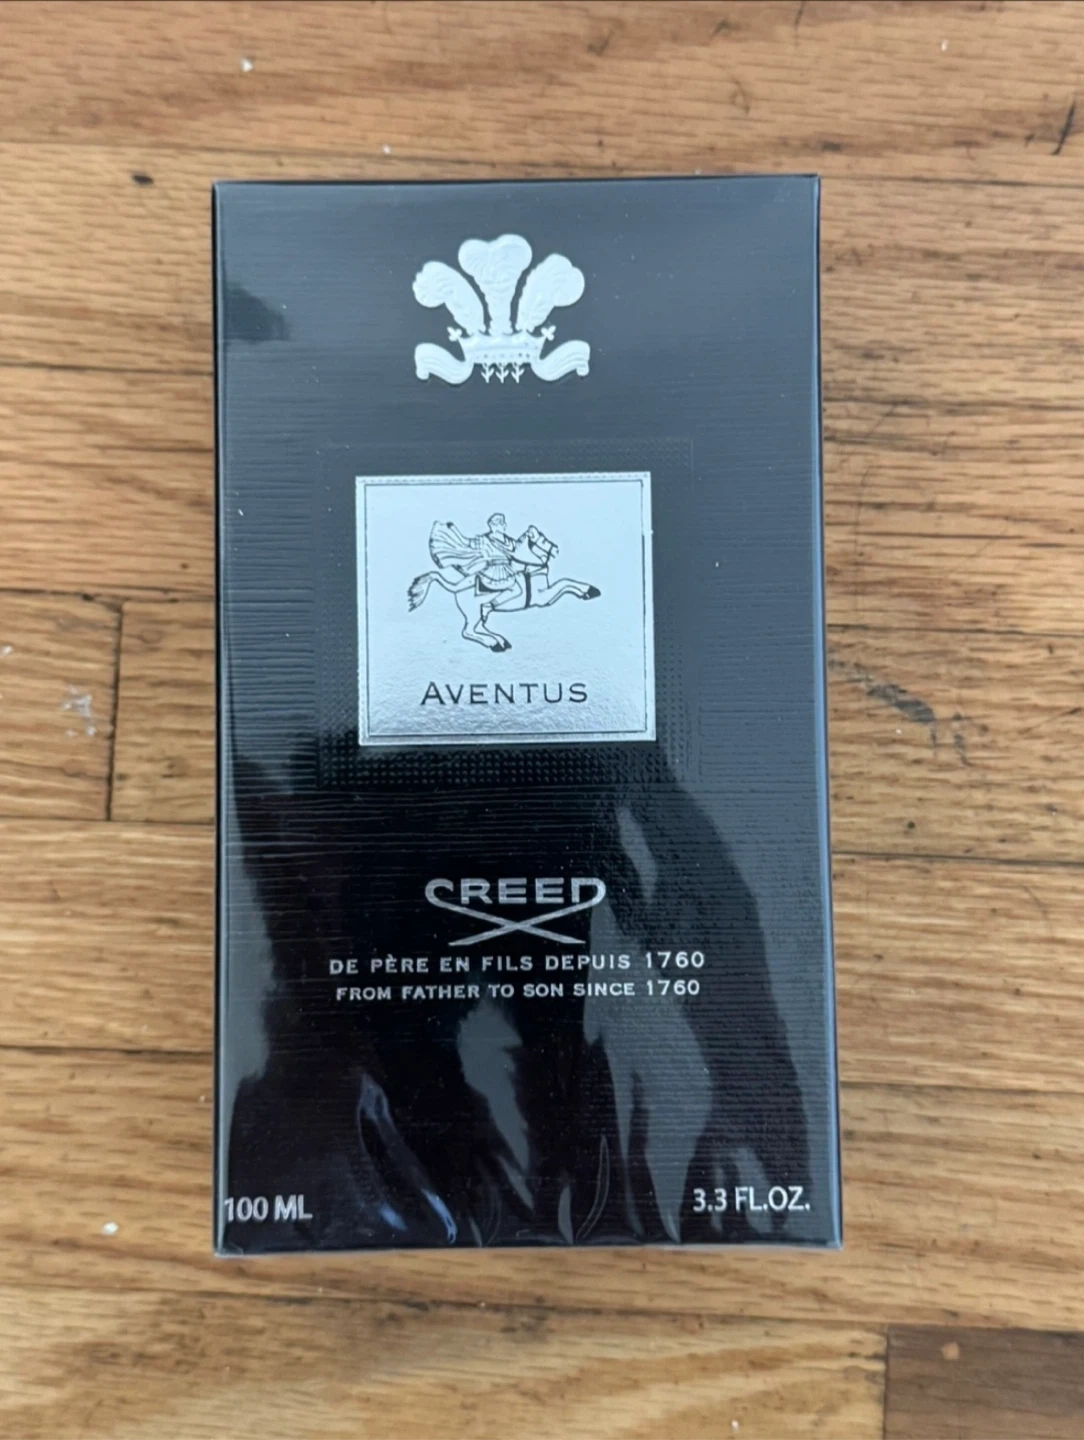 AVENTUS
CREED
DE PÈRE EN FILS DEPUIS 1760
FROM FATHER TO SON SINCE 1760
100 ML
3.3 FL.OZ.